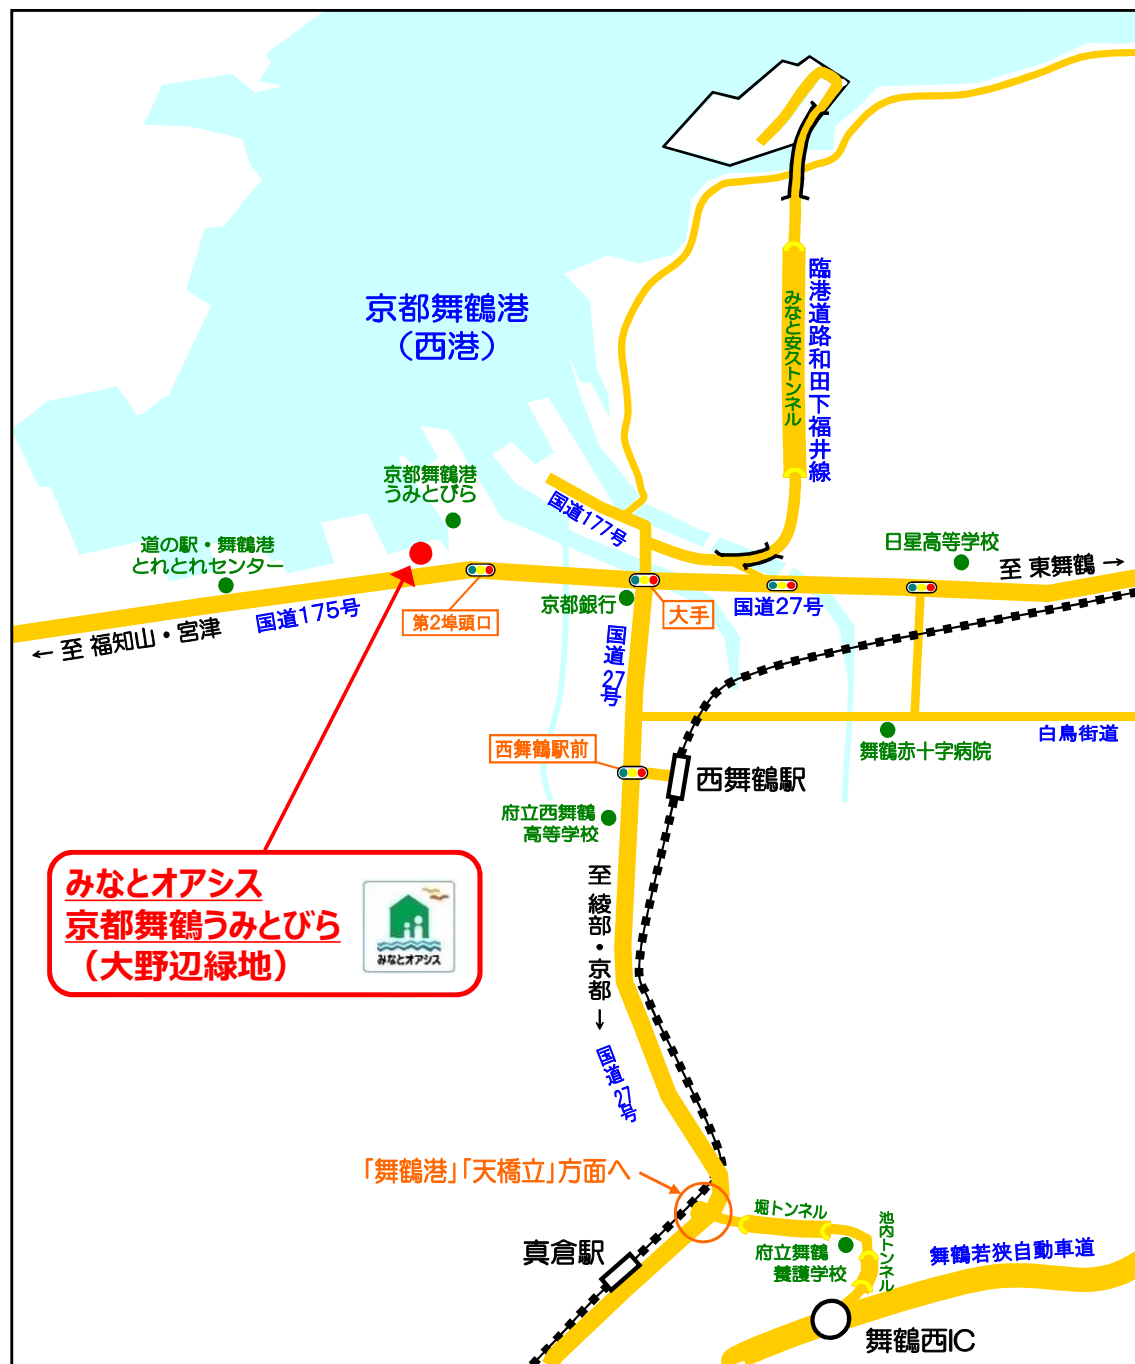 京都舞鶴港
（西港）
臨港道路和田下福井線
みなと安久トンネル
京都舞鶴港
うみとびら
国道177号
道の駅・舞鶴港
とれとれセンター
日星高等学校
至 東舞鶴 →
京都銀行
大手
国道27号
第2埠頭口
国道175号
← 至 福知山・宮津
国道27号
白鳥街道
西舞鶴駅前
舞鶴赤十字病院
西舞鶴駅
府立西舞鶴
高等学校
みなとオアシス
京都舞鶴うみとびら
（大野辺緑地）
みなとオアシス
至 綾部・京都 →
国道27号
「舞鶴港」「天橋立」方面へ
堀トンネル
池内トンネル
府立舞鶴
養護学校
真倉駅
舞鶴若狭自動車道
舞鶴西IC